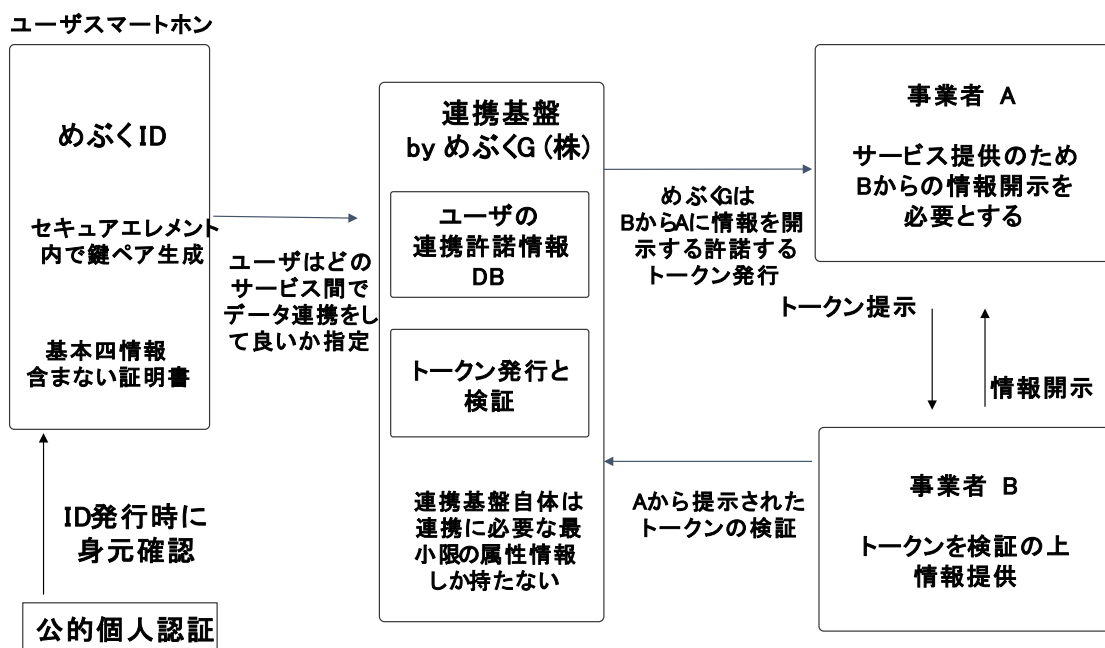 ユーザスマートホン
めぶくID
セキュアエレメント
内で鍵ペア生成
基本四情報
含まない証明書
ID発行時に
身元確認
公的個人認証
ユーザはどの
サービス間で
データ連携をし
て良いか指定
連携基盤
by めぶくG (株)
ユーザの
連携許諾情報
DB
トークン発行と
検証
連携基盤自体は
連携に必要な最
小限の属性情報
しか持たない
めぶくGは
BからAに情報を開
示する許諾する
トークン発行
事業者 A
サービス提供のため
Bからの情報開示を
必要とする
トークン提示
情報開示
Aから提示された
トークンの検証
事業者 B
トークンを検証の上
情報提供